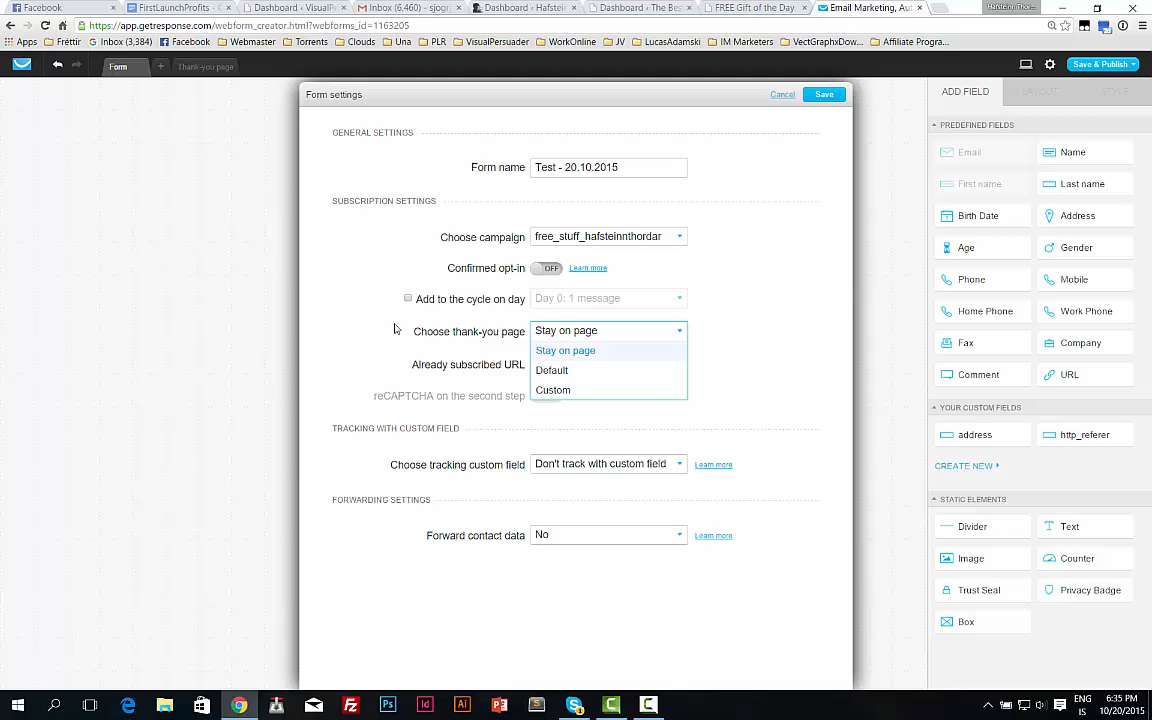 Facebook
FirstLaunchProfits - G
Dashboard ‹ VisualPe
Inbox (6,460) - sjogr
Dashboard ‹ Hafstein
Dashboard ‹ The Bes
FREE Gift of the Day
Email Marketing, Aut
HafsteinnThor...
https://app.getresponse.com/webform_creator.html?webforms_id=1163205
Apps
Fréttir
Inbox (3,384)
Facebook
Webmaster
Torrents
Clouds
Una
PLR
VisualPersuader
WorkOnline
JV
LucasAdamski
IM Marketers
VectGraphxDow...
Affiliate Progra...
Form
Thank-you page
Save & Publish
Form settings
Cancel
Save
GENERAL SETTINGS
Form name
Test - 20.10.2015
SUBSCRIPTION SETTINGS
Choose campaign
free_stuff_hafsteinnthordar
Confirmed opt-in
OFF
Learn more
Add to the cycle on day
Day 0: 1 message
Choose thank-you page
Stay on page
Stay on page
Default
Custom
Already subscribed URL
reCAPTCHA on the second step
TRACKING WITH CUSTOM FIELD
Choose tracking custom field
Don't track with custom field
Learn more
FORWARDING SETTINGS
Forward contact data
No
Learn more
ADD FIELD
LAYOUT
STYLE
PREDEFINED FIELDS
Email
Name
First name
Last name
Birth Date
Address
Age
Gender
Phone
Mobile
Home Phone
Work Phone
Fax
Company
Comment
URL
YOUR CUSTOM FIELDS
address
http_referer
CREATE NEW
STATIC ELEMENTS
Divider
Text
Image
Counter
Trust Seal
Privacy Badge
Box
ENG
IS
6:35 PM
10/20/2015